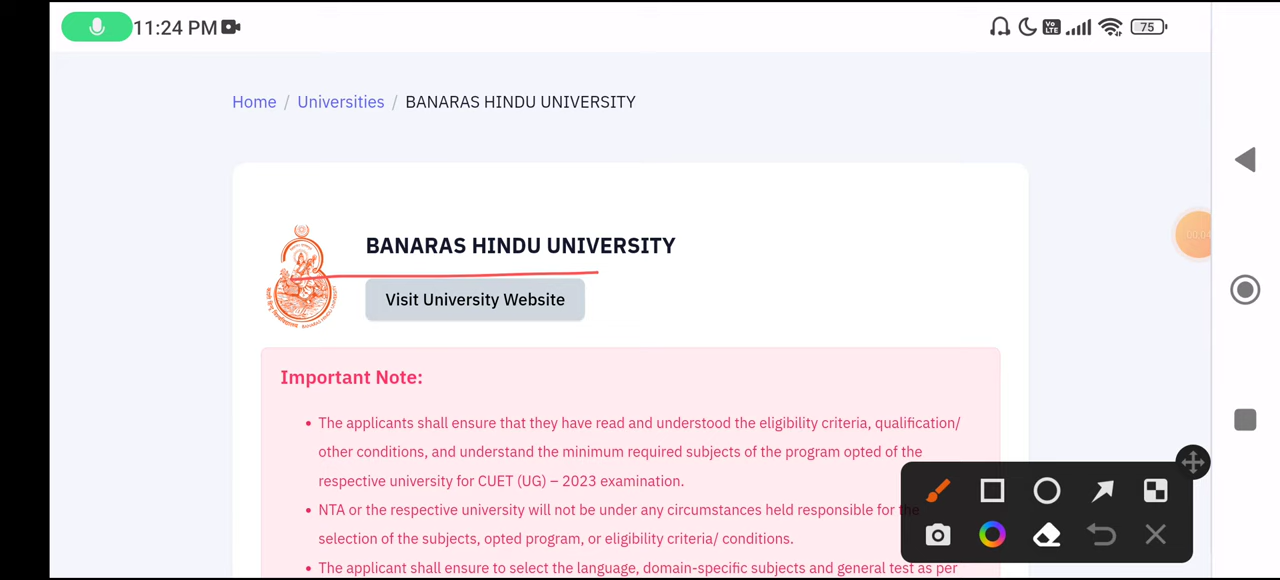 11:24 PM
Vo LTE
75
Home / Universities / BANARAS HINDU UNIVERSITY
BANARAS HINDU UNIVERSITY
Visit University Website
Important Note:
• The applicants shall ensure that they have read and understood the eligibility criteria, qualification/
other conditions, and understand the minimum required subjects of the program opted of the
respective university for CUET (UG) – 2023 examination.
• NTA or the respective university will not be under any circumstances held responsible for the
selection of the subjects, opted program, or eligibility criteria/ conditions.
• The applicant shall ensure to select the language, domain-specific subjects and general test as per